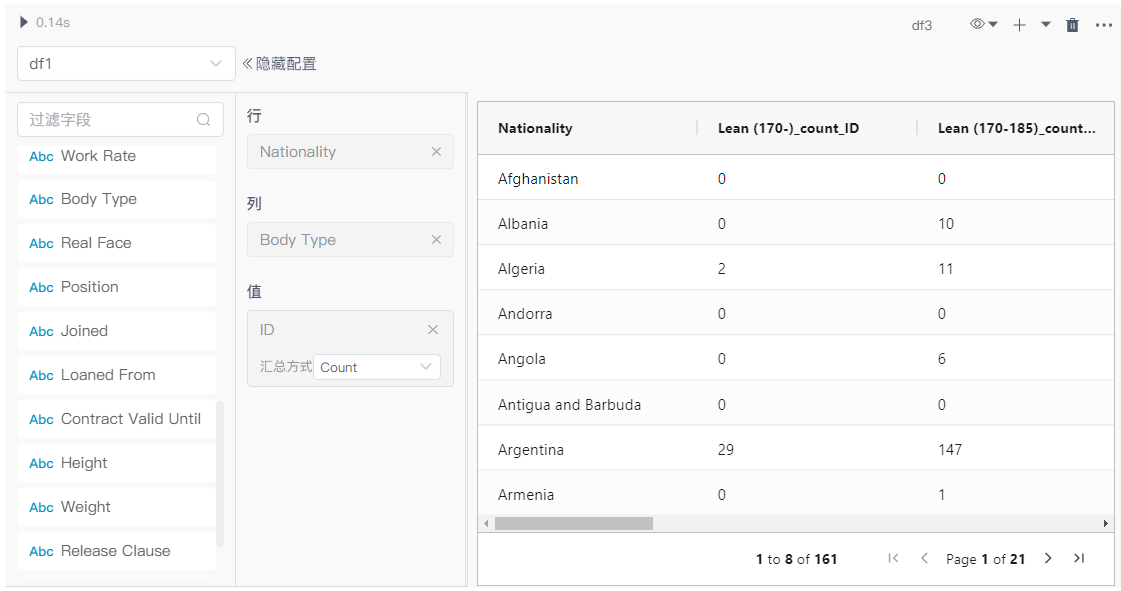 0.14s
df3
df1
隐藏配置
过滤字段
Abc Work Rate
Abc Body Type
Abc Real Face
Abc Position
Abc Joined
Abc Loaned From
Abc Contract Valid Until
Abc Height
Abc Weight
Abc Release Clause
行
Nationality
列
Body Type
值
ID
汇总方式 Count
Nationality Lean (170-)_count_ID Lean (170-185)_count...
Afghanistan 0 0
Albania 0 10
Algeria 2 11
Andorra 0 0
Angola 0 6
Antigua and Barbuda 0 0
Argentina 29 147
Armenia 0 1
1 to 8 of 161 Page 1 of 21